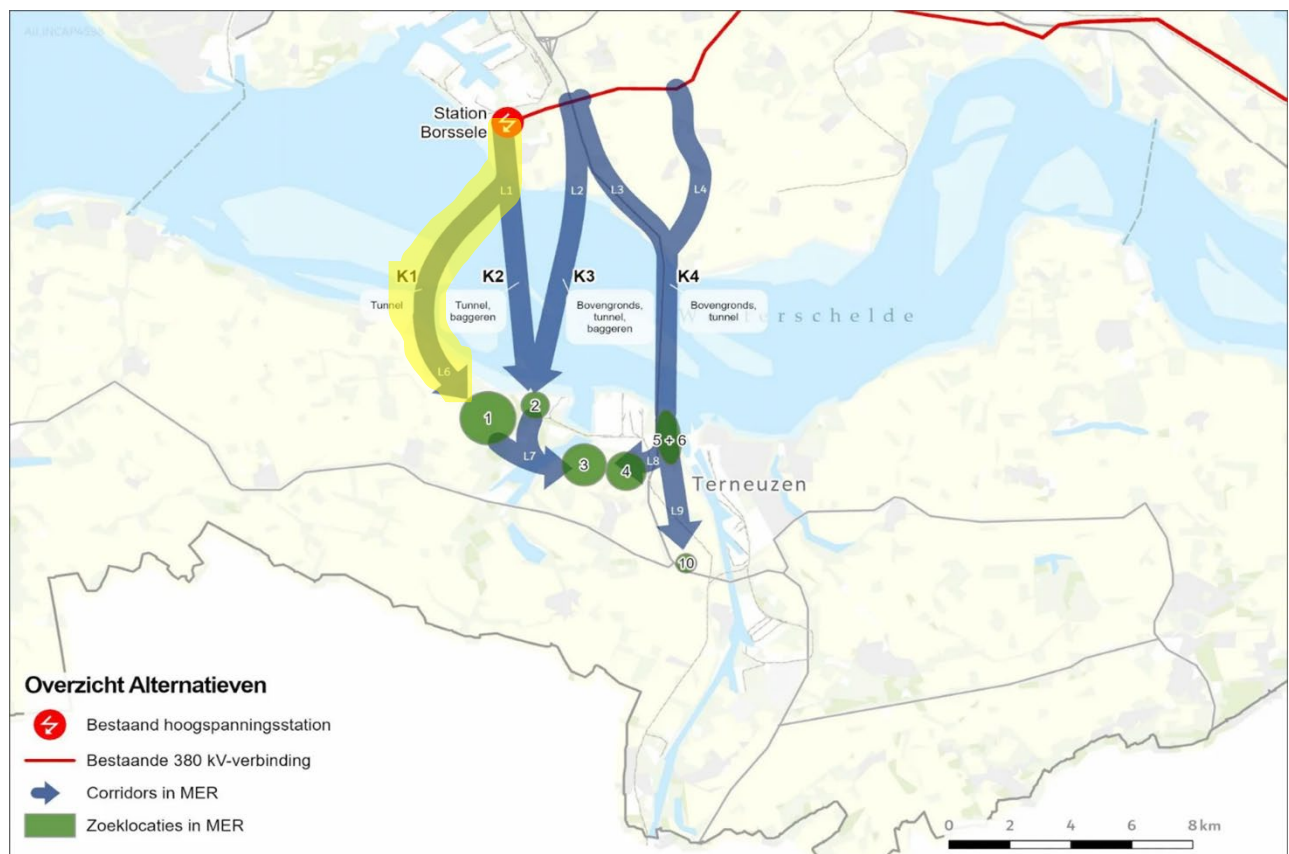 Station
Borssele
L1
L2
L3
L4
K1
K2
K3
K4
Tunnel
Tunnel,
baggeren
Bovengronds,
tunnel,
baggeren
Bovengronds,
tunnel
L6
1
2
5 + 6
L7
3
4
L8
Terneuzen
L9
10
Overzicht Alternatieven
Bestaand hoogspanningsstation
Bestaande 380 kV-verbinding
Corridors in MER
Zoeklocaties in MER
0 2 4 6 8 km